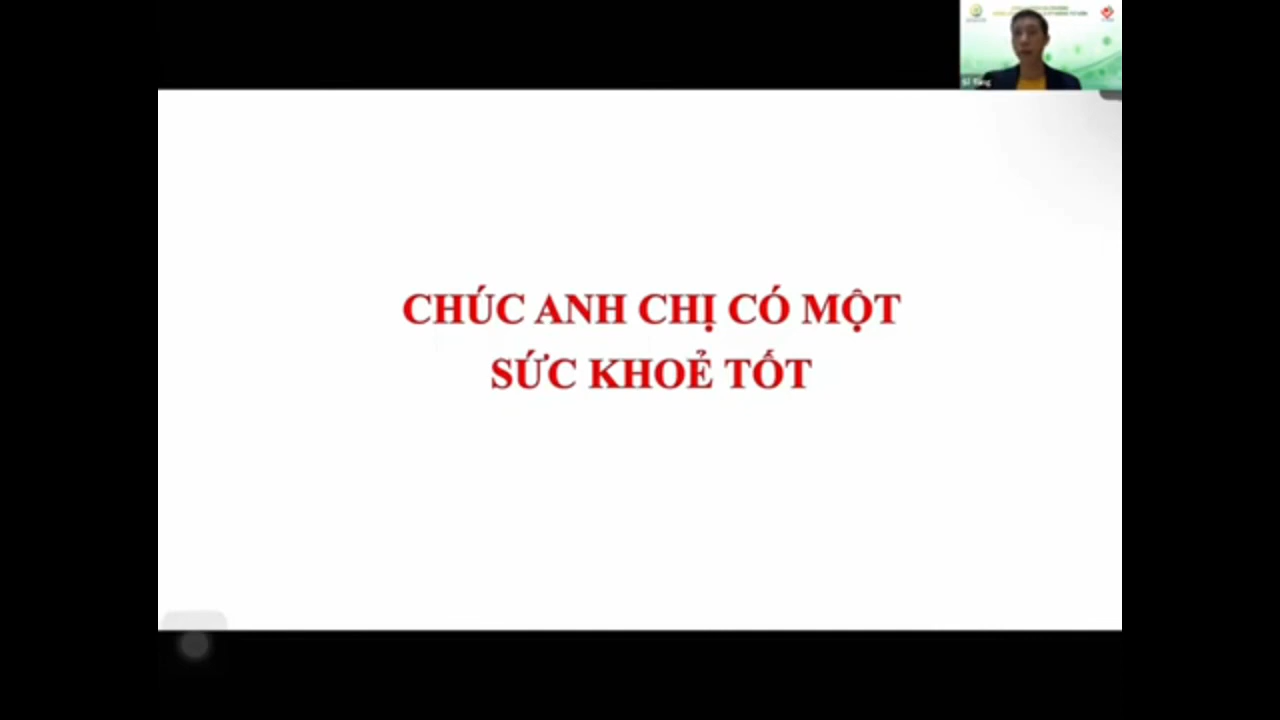 CHÚC ANH CHỊ CÓ MỘT
SỨC KHOẺ TỐT